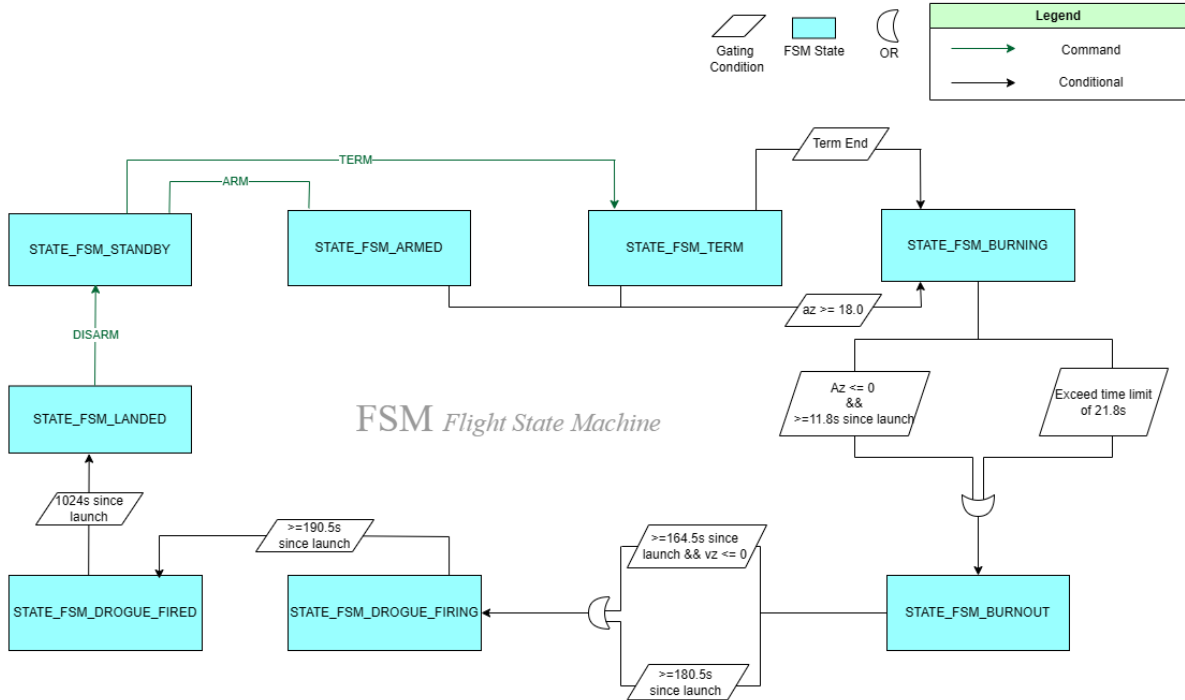 Legend
Gating
Condition
FSM State
OR
Command
Conditional
Term End
TERM
ARM
STATE_FSM_STANDBY
STATE_FSM_ARMED
STATE_FSM_TERM
STATE_FSM_BURNING
az >= 18.0
DISARM
Az <= 0
&&
>=11.8s since launch
Exceed time limit
of 21.8s
STATE_FSM_LANDED
FSM Flight State Machine
1024s since
launch
>=190.5s
since launch
>=164.5s since
launch && vz <= 0
STATE_FSM_DROGUE_FIRED
STATE_FSM_DROGUE_FIRING
STATE_FSM_BURNOUT
>=180.5s
since launch